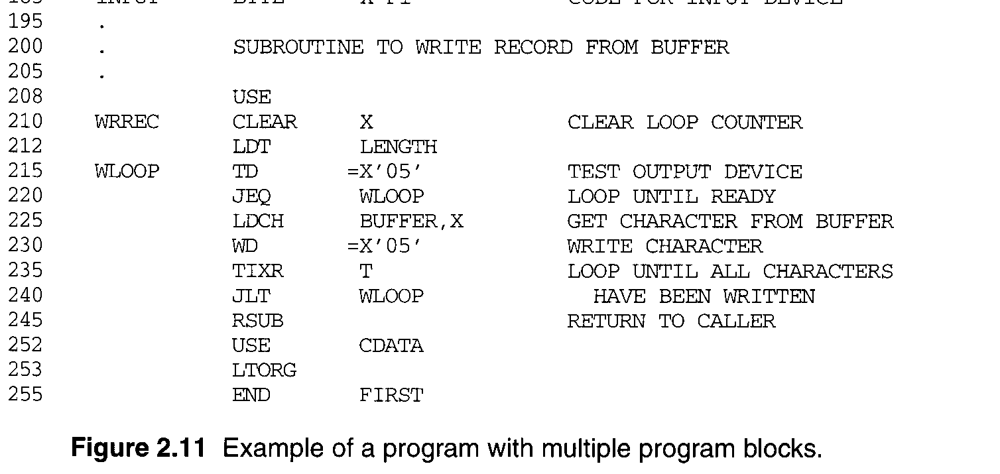 195 .
200 . SUBROUTINE TO WRITE RECORD FROM BUFFER
205 .
208 USE
210 WRREC CLEAR X CLEAR LOOP COUNTER
212 LDT LENGTH
215 WLOOP TD =X'05' TEST OUTPUT DEVICE
220 JEQ WLOOP LOOP UNTIL READY
225 LDCH BUFFER,X GET CHARACTER FROM BUFFER
230 WD =X'05' WRITE CHARACTER
235 TIXR T LOOP UNTIL ALL CHARACTERS
240 JLT WLOOP HAVE BEEN WRITTEN
245 RSUB RETURN TO CALLER
252 USE CDATA
253 LTORG
255 END FIRST
Figure 2.11 Example of a program with multiple program blocks.